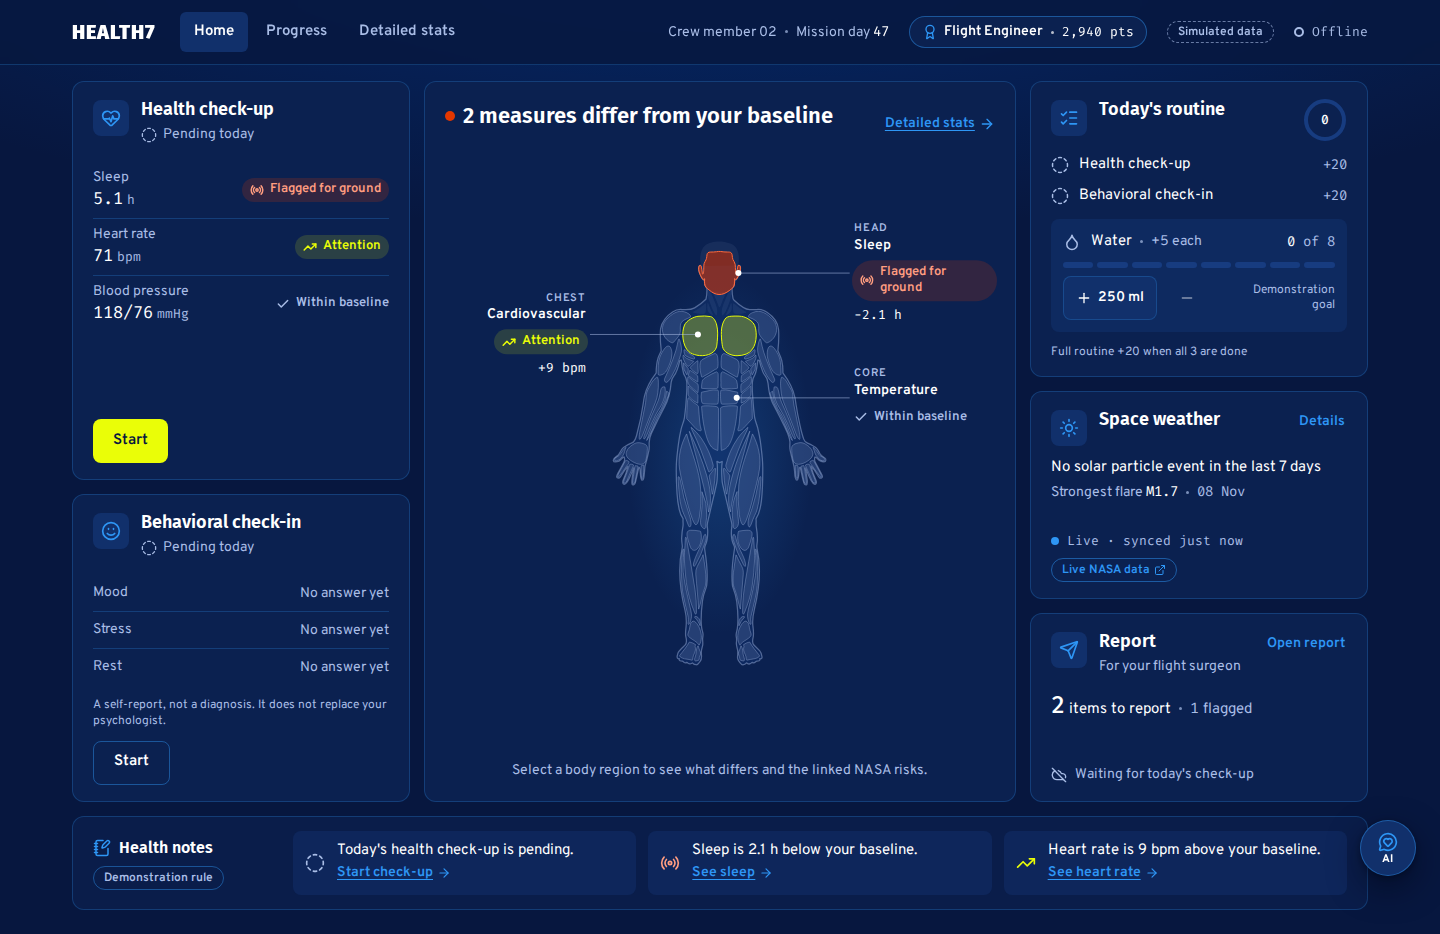 HEALTH7
Home
Progress
Detailed stats
Crew member 02 • Mission day 47
Flight Engineer • 2,940 pts
Simulated data
Offline
Health check-up
Pending today
Sleep
5.1 h
Flagged for ground
Heart rate
71 bpm
Attention
Blood pressure
118/76 mmHg
Within baseline
Start
Behavioral check-in
Pending today
Mood
No answer yet
Stress
No answer yet
Rest
No answer yet
A self-report, not a diagnosis. It does not replace your
psychologist.
Start
2 measures differ from your baseline
Detailed stats →
HEAD
Sleep
Flagged for
ground
-2.1 h
CHEST
Cardiovascular
Attention
+9 bpm
CORE
Temperature
Within baseline
Select a body region to see what differs and the linked NASA risks.
Today's routine
0
Health check-up
+20
Behavioral check-in
+20
Water • +5 each
0 of 8
+ 250 ml
−
Demonstration
goal
Full routine +20 when all 3 are done
Space weather
Details
No solar particle event in the last 7 days
Strongest flare M1.7 • 08 Nov
Live · synced just now
Live NASA data
Report
Open report
For your flight surgeon
2 items to report • 1 flagged
Waiting for today's check-up
Health notes
Demonstration rule
Today's health check-up is pending.
Start check-up →
Sleep is 2.1 h below your baseline.
See sleep →
Heart rate is 9 bpm above your baseline.
See heart rate →
AI